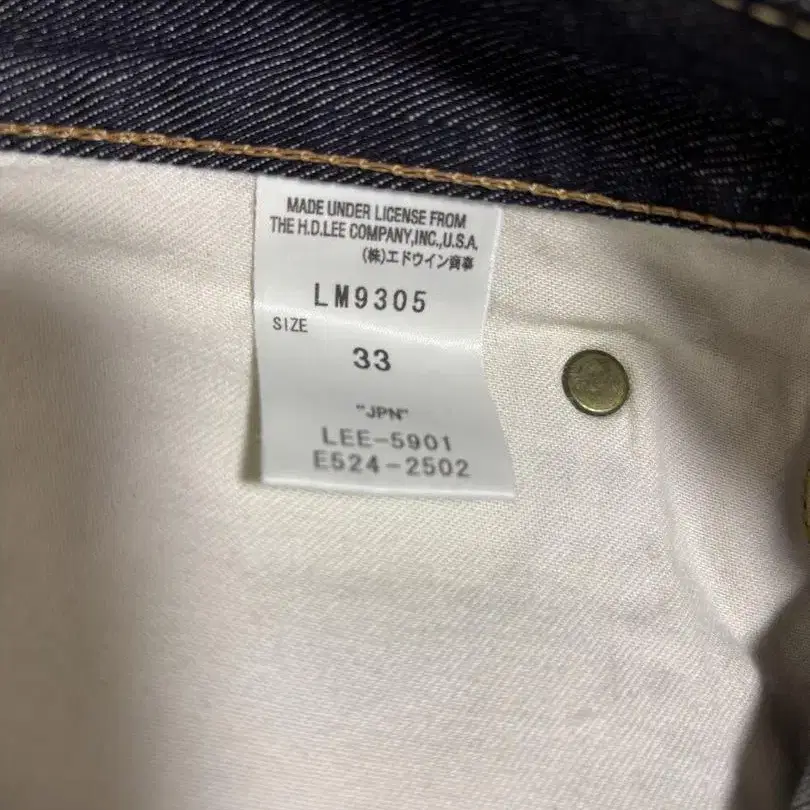 MADE UNDER LICENSE FROM
THE H.D.LEE COMPANY,INC.,U.S.A.
(株)エドウイン商事
LM9305
SIZE
33
"JPN"
LEE-5901
E524-2502